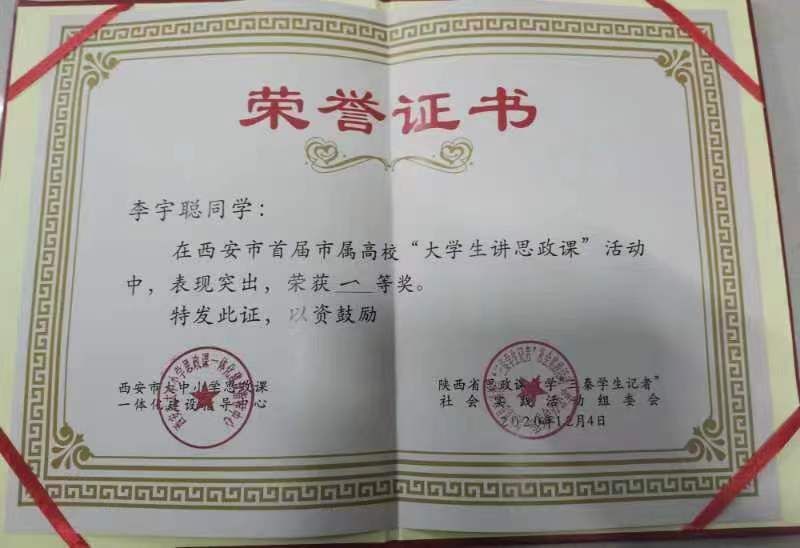 荣誉证书
李宇聪同学：
在西安市首届市属高校“大学生讲思政课”活动
中，表现突出，荣获一等奖。
特发此证，以资鼓励
西安市大中小学思政课
一体化建设指导中心
陕西省思政课教学“三秦学生记者”
社会实践活动组委会
2020年12月4日